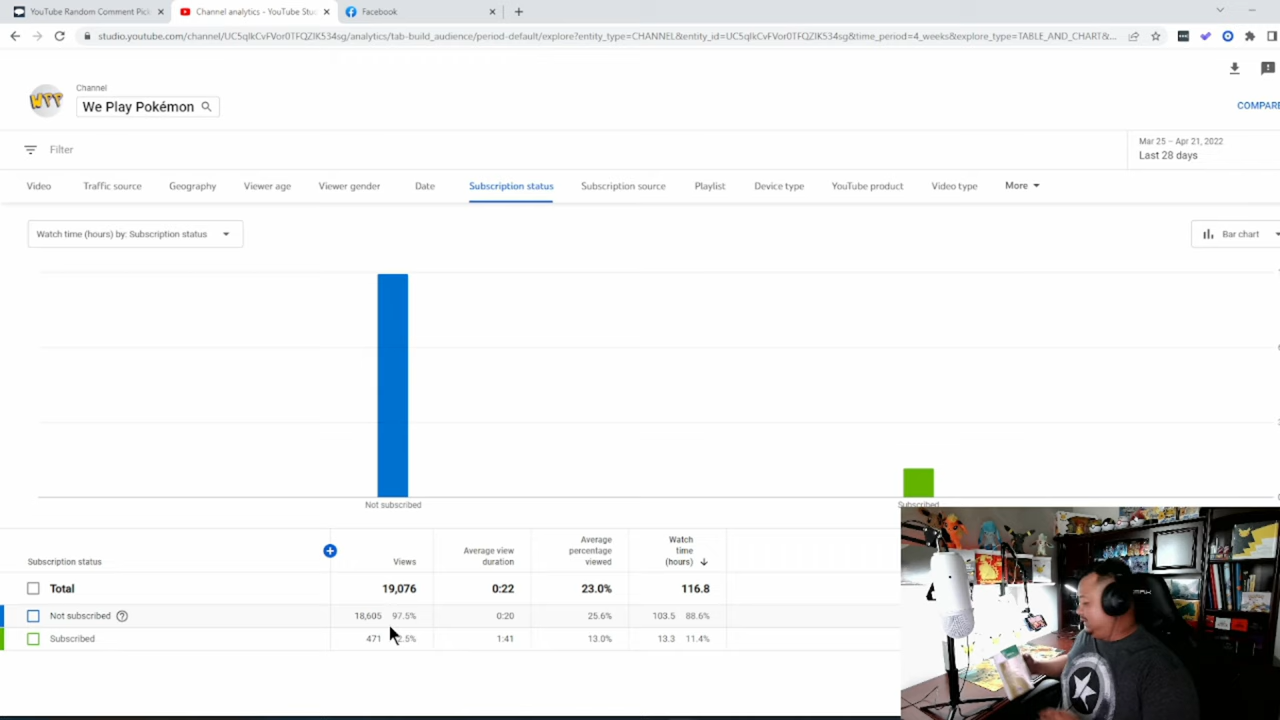 YouTube Random Comment Pick
Channel analytics - YouTube Stu
Facebook
studio.youtube.com/channel/UC5qlkCvFVor0TFQZIK534sg/analytics/tab-build_audience/period-default/explore?entity_type=CHANNEL&entity_id=UC5qlkCvFVor0TFQZIK534sg&time_period=4_weeks&explore_type=TABLE_AND_CHART&...
WPP
Channel
We Play Pokémon
COMPARE
Filter
Mar 25 – Apr 21, 2022
Last 28 days
Video Traffic source Geography Viewer age Viewer gender Date Subscription status Subscription source Playlist Device type YouTube product Video type More
Watch time (hours) by: Subscription status
Bar chart
Not subscribed
Subscribed
Subscription status Views Average view duration Average percentage viewed Watch time (hours)
Total 19,076 0:22 23.0% 116.8
Not subscribed 18,605 97.5% 0:20 25.6% 103.5 88.6%
Subscribed 471 .5% 1:41 13.0% 13.3 11.4%